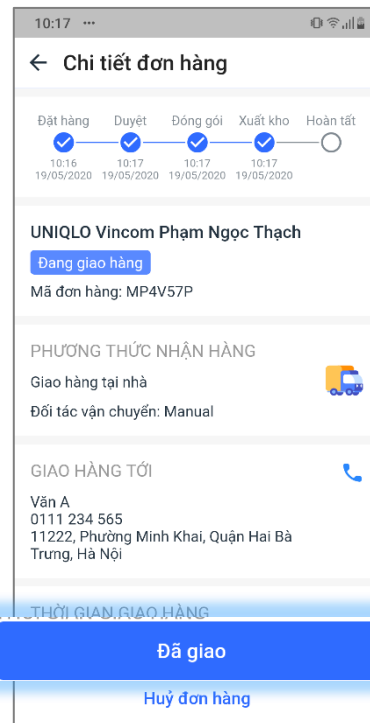 10:17 ...
Chi tiết đơn hàng
Đặt hàng Duyệt Đóng gói Xuất kho Hoàn tất
10:16 10:17 10:17 10:17
19/05/2020 19/05/2020 19/05/2020 19/05/2020
UNIQLO Vincom Phạm Ngọc Thạch
Đang giao hàng
Mã đơn hàng: MP4V57P
PHƯƠNG THỨC NHẬN HÀNG
Giao hàng tại nhà
Đối tác vận chuyển: Manual
GIAO HÀNG TỚI
Văn A
0111 234 565
11222, Phường Minh Khai, Quận Hai Bà
Trưng, Hà Nội
THỜI GIAN GIAO HÀNG
Đã giao
Huỷ đơn hàng